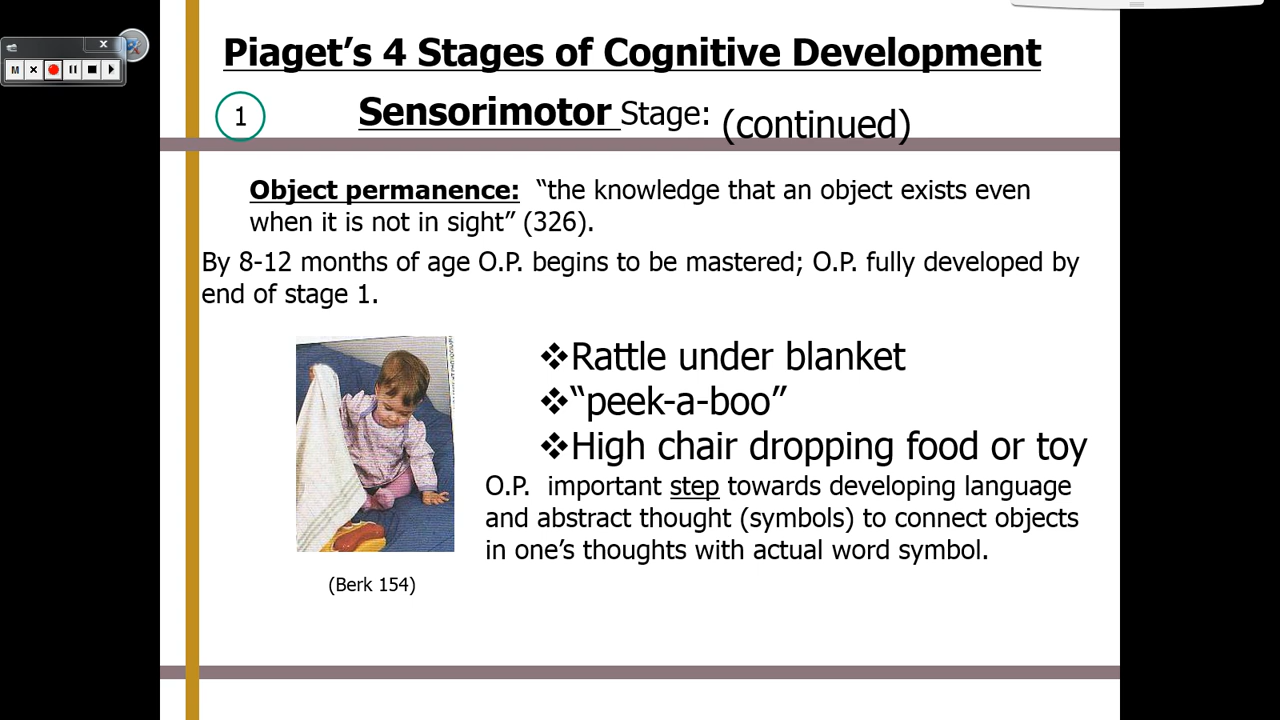 Piaget’s 4 Stages of Cognitive Development
1
Sensorimotor Stage: (continued)
Object permanence: “the knowledge that an object exists even
when it is not in sight” (326).
By 8-12 months of age O.P. begins to be mastered; O.P. fully developed by
end of stage 1.
❖Rattle under blanket
❖“peek-a-boo”
❖High chair dropping food or toy
O.P. important step towards developing language
and abstract thought (symbols) to connect objects
in one’s thoughts with actual word symbol.
(Berk 154)
M